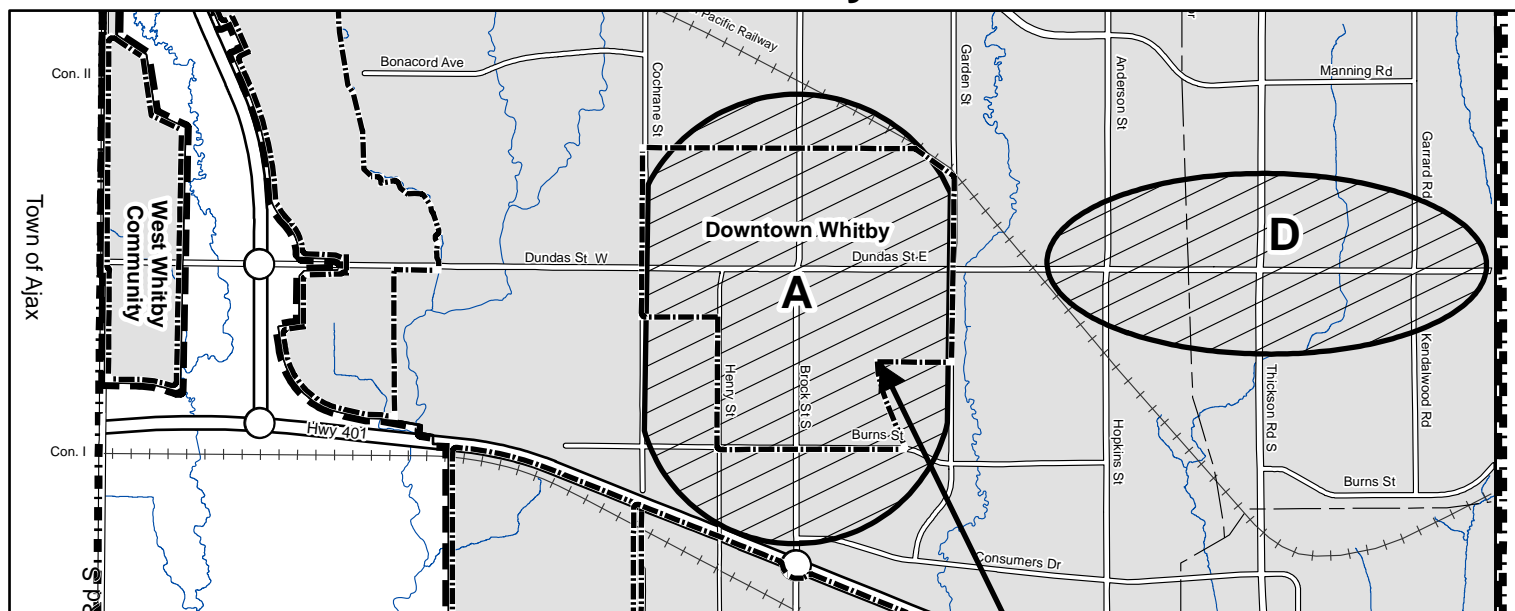 Pacific Railway
Con. II
Bonacord Ave
Cochrane St
Garden St
Anderson St
Manning Rd
Garrard Rd
Town of Ajax
West Whitby
Community
Downtown Whitby
D
Dundas St W
Dundas St E
A
Henry St
Brock St S
Thickson Rd S
Kendalwood Rd
Hwy 401
Burns St
Hopkins St
Con. I
Burns St
Consumers Dr